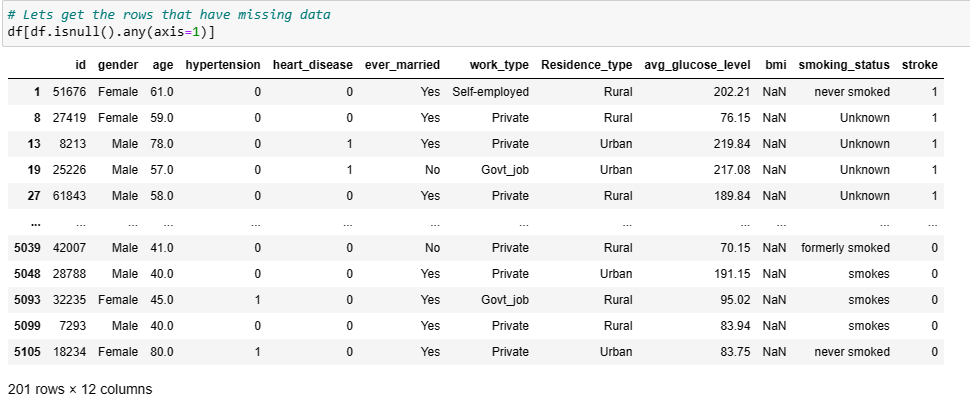 # Lets get the rows that have missing data
df[df.isnull().any(axis=1)]
id gender age hypertension heart_disease ever_married work_type Residence_type avg_glucose_level bmi smoking_status stroke
1 51676 Female 61.0 0 0 Yes Self-employed Rural 202.21 NaN never smoked 1
8 27419 Female 59.0 0 0 Yes Private Rural 76.15 NaN Unknown 1
13 8213 Male 78.0 0 1 Yes Private Urban 219.84 NaN Unknown 1
19 25226 Male 57.0 0 1 No Govt_job Urban 217.08 NaN Unknown 1
27 61843 Male 58.0 0 0 Yes Private Rural 189.84 NaN Unknown 1
... ... ... ... ... ... ... ... ... ... ... ... ...
5039 42007 Male 41.0 0 0 No Private Rural 70.15 NaN formerly smoked 0
5048 28788 Male 40.0 0 0 Yes Private Urban 191.15 NaN smokes 0
5093 32235 Female 45.0 1 0 Yes Govt_job Rural 95.02 NaN smokes 0
5099 7293 Male 40.0 0 0 Yes Private Rural 83.94 NaN smokes 0
5105 18234 Female 80.0 1 0 Yes Private Urban 83.75 NaN never smoked 0
201 rows × 12 columns